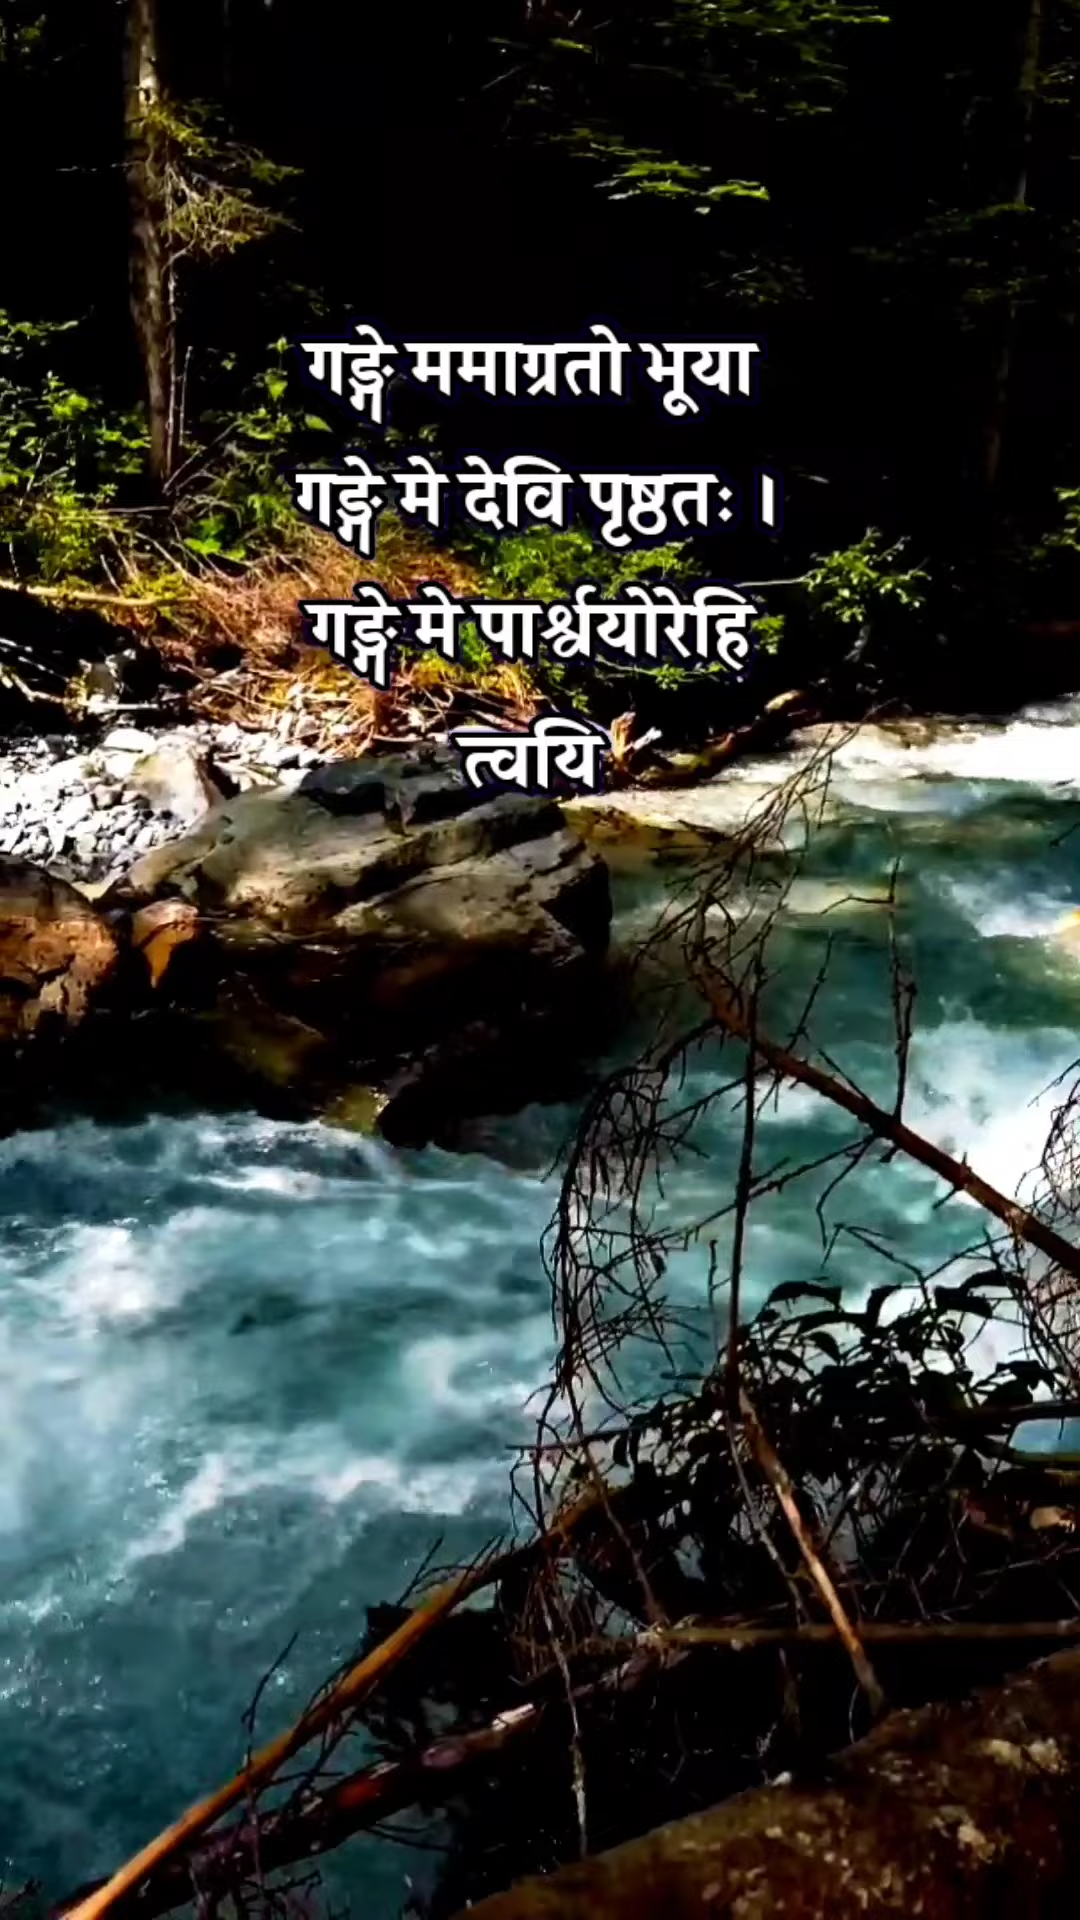 गङ्गे ममाग्रतो भूया
गङ्गे मे देवि पृष्ठतः ।
गङ्गे मे पार्श्वयोरेहि
त्वयि